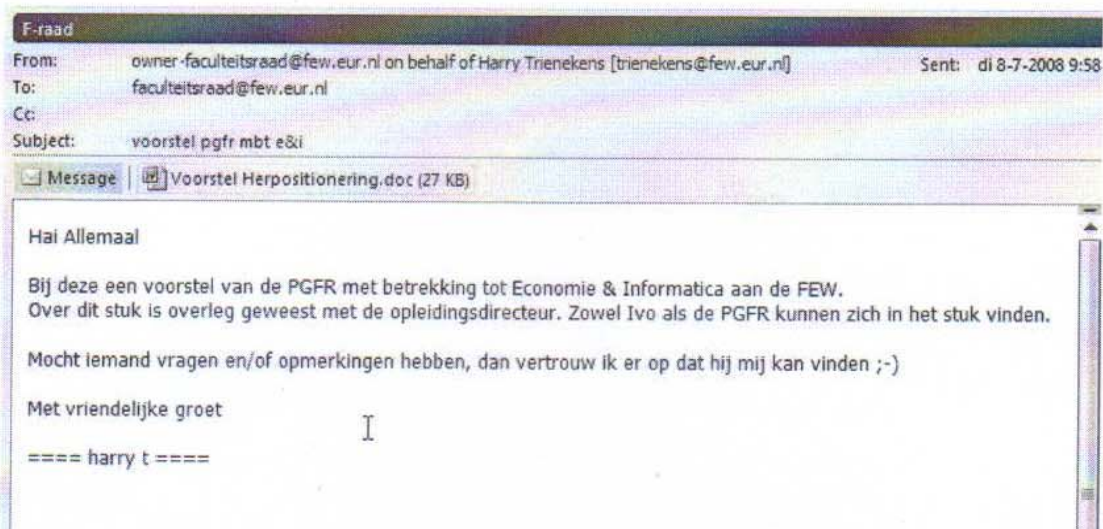 F-raad
From: owner-faculteitsraad@few.eur.nl on behalf of Harry Trienekens [trienekens@few.eur.nl] Sent: di 8-7-2008 9:58
To: faculteitsraad@few.eur.nl
Cc:
Subject: voorstel pgfr mbt e&i
Message Voorstel Herpositionering.doc (27 KB)
Hai Allemaal
Bij deze een voorstel van de PGFR met betrekking tot Economie & Informatica aan de FEW.
Over dit stuk is overleg geweest met de opleidingsdirecteur. Zowel Ivo als de PGFR kunnen zich in het stuk vinden.
Mocht iemand vragen en/of opmerkingen hebben, dan vertrouw ik er op dat hij mij kan vinden ;-)
Met vriendelijke groet
==== harry t ====